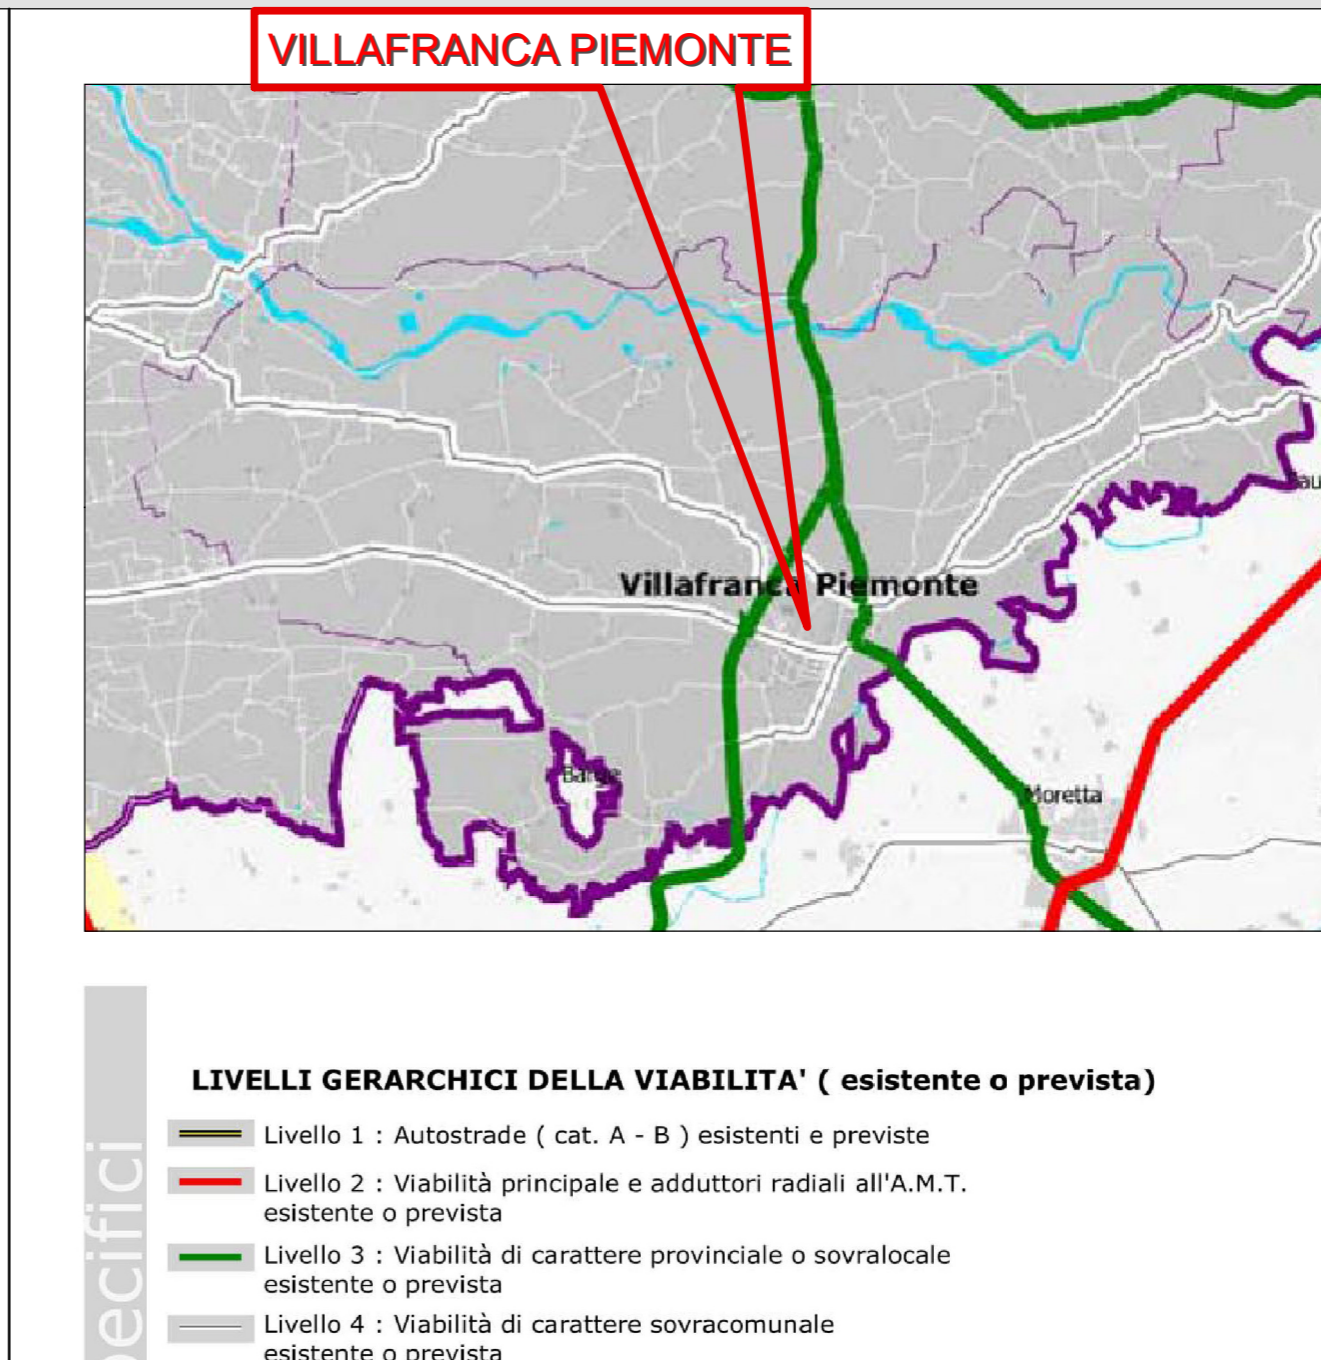 VILLAFRANCA PIEMONTE
Villafranca Piemonte
Barge
Moretta
LIVELLI GERARCHICI DELLA VIABILITA' ( esistente o prevista)
Livello 1 : Autostrade ( cat. A - B ) esistenti e previste
Livello 2 : Viabilità principale e adduttori radiali all'A.M.T.
esistente o prevista
Livello 3 : Viabilità di carattere provinciale o sovralocale
esistente o prevista
Livello 4 : Viabilità di carattere sovracomunale
esistente o prevista
ecifici